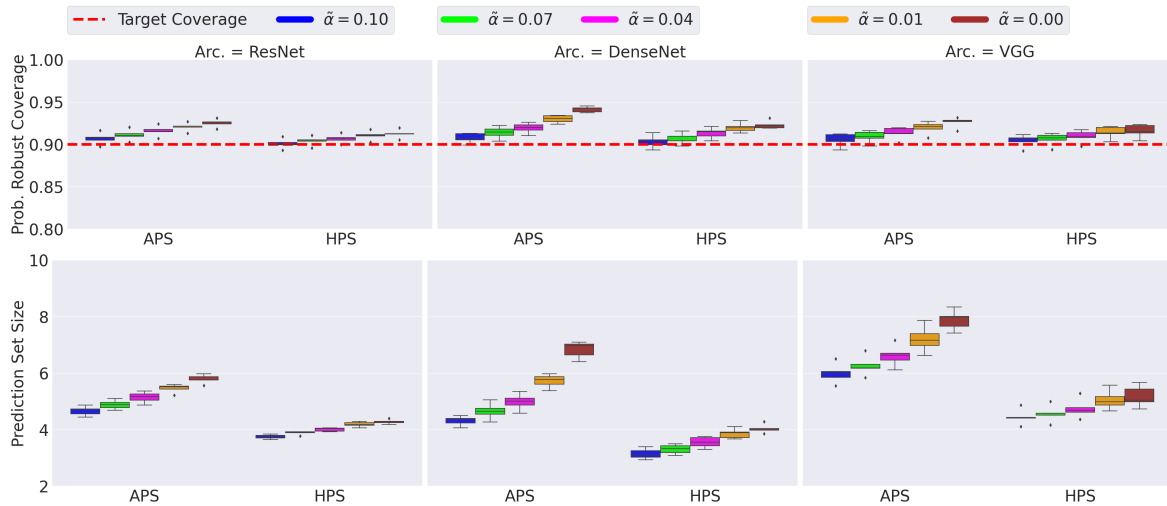 Target Coverage
α̃ = 0.10
α̃ = 0.07
α̃ = 0.04
α̃ = 0.01
α̃ = 0.00
Arc. = ResNet
Arc. = DenseNet
Arc. = VGG
Prob. Robust Coverage
1.00
0.95
0.90
0.85
0.80
APS
HPS
APS
HPS
APS
HPS
Prediction Set Size
10
8
6
4
2
APS
HPS
APS
HPS
APS
HPS